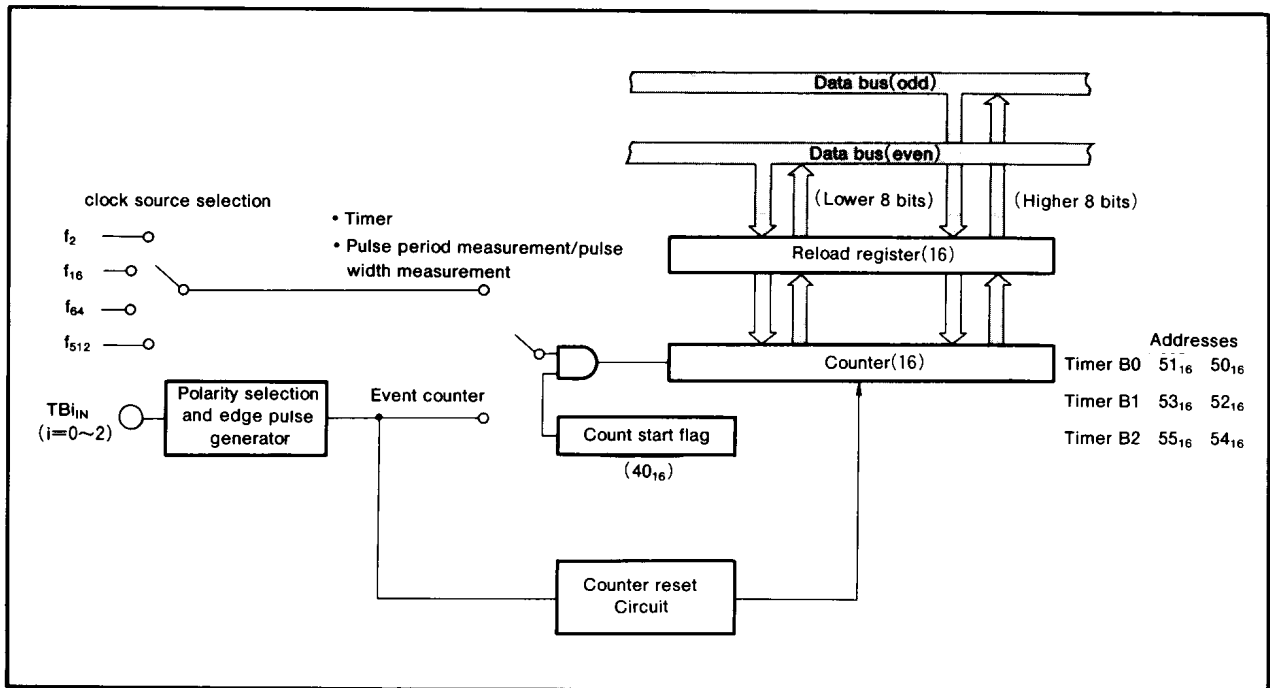 Data bus(odd)
Data bus(even)
(Lower 8 bits)
(Higher 8 bits)
clock source selection
f₂
f₁₆
f₆₄
f₅₁₂
• Timer
• Pulse period measurement/pulse
width measurement
Reload register(16)
Counter(16)
Addresses
Timer B0 51₁₆ 50₁₆
Timer B1 53₁₆ 52₁₆
Timer B2 55₁₆ 54₁₆
TBiIN
(i=0~2)
Polarity selection
and edge pulse
generator
Event counter
Count start flag
(40₁₆)
Counter reset
Circuit